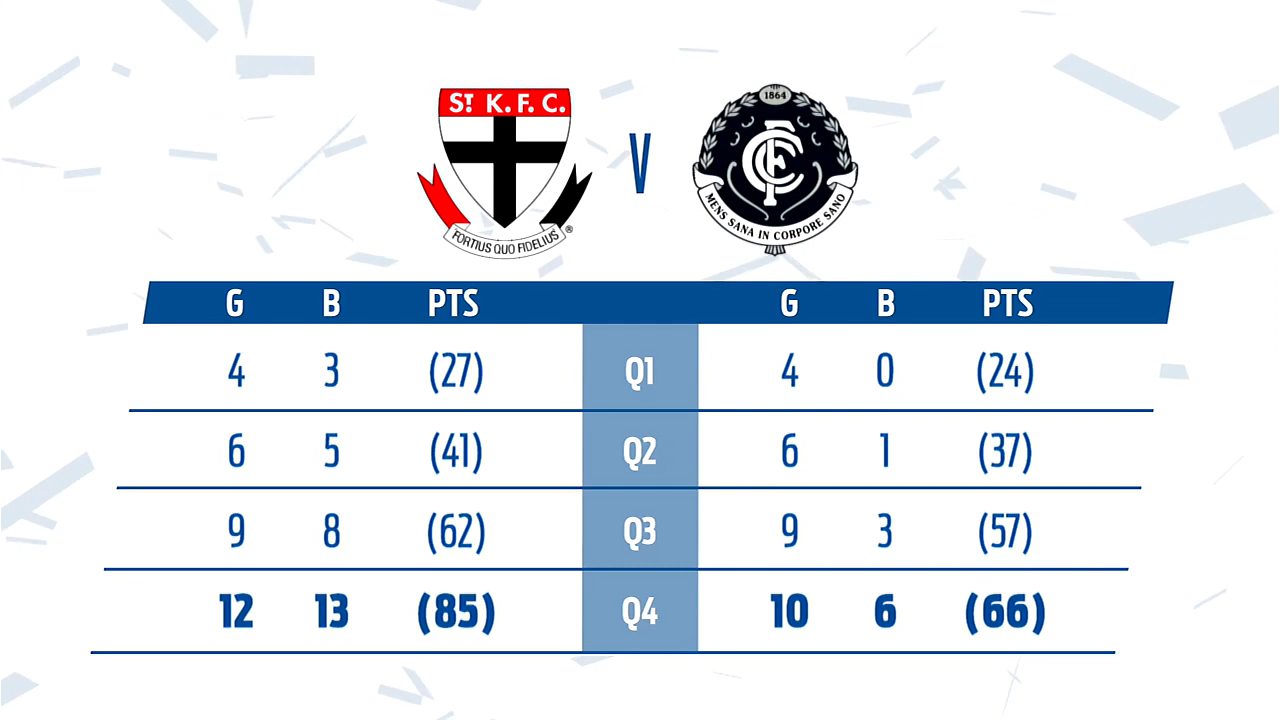 ST K. F. C.
FORTIUS QUO FIDELIUS ®
V
1864
CFC
MENS SANA IN CORPORE SANO
G B PTS G B PTS
4 3 (27) Q1 4 0 (24)
6 5 (41) Q2 6 1 (37)
9 8 (62) Q3 9 3 (57)
12 13 (85) Q4 10 6 (66)